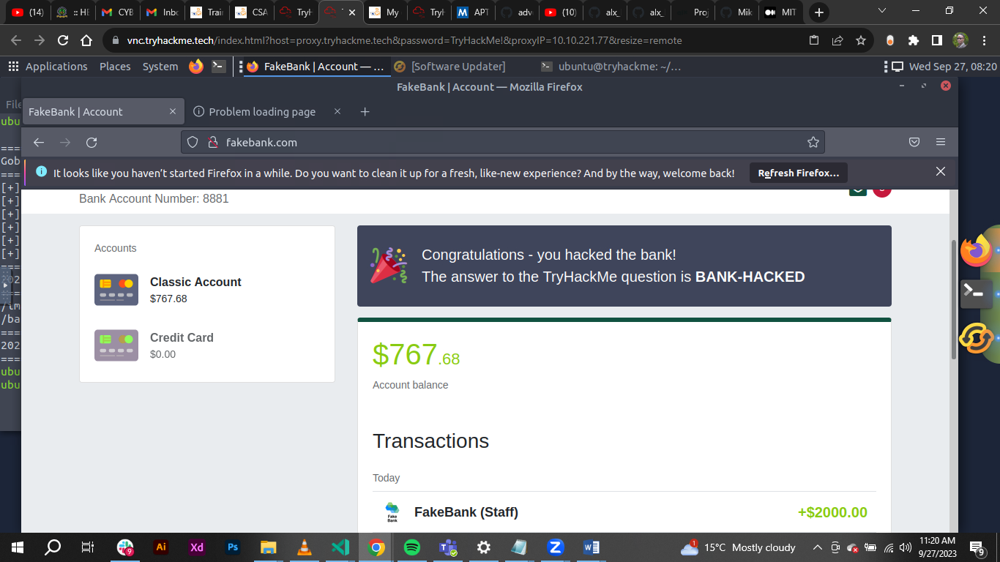 (14)
:: HE
CYB
Inbo
Trair
CSA
TryH
T
My
TryH
APT
adve
(10)
alx_
alx_
Proj
Mik
MIT
vnc.tryhackme.tech/index.html?host=proxy.tryhackme.tech&password=TryHackMe!&proxyIP=10.10.221.77&resize=remote
Applications Places System FakeBank | Account — ... [Software Updater] ubuntu@tryhackme: ~/... Wed Sep 27, 08:20
FakeBank | Account — Mozilla Firefox
File
FakeBank | Account
Problem loading page
fakebank.com
It looks like you haven’t started Firefox in a while. Do you want to clean it up for a fresh, like-new experience? And by the way, welcome back!
Refresh Firefox...
ubu
===
Gob
===
[+]
[+]
[+]
[+]
[+]
[+]
===
===
/ba
===
202
===
ubu
ubu
Bank Account Number: 8881
Accounts
Classic Account
$767.68
Credit Card
$0.00
Congratulations - you hacked the bank!
The answer to the TryHackMe question is BANK-HACKED
$767.68
Account balance
Transactions
Today
Fake
Bank
FakeBank (Staff)
+$2000.00
9
Ai
Xd
Ps
1
15°C Mostly cloudy
11:20 AM
9/27/2023
9